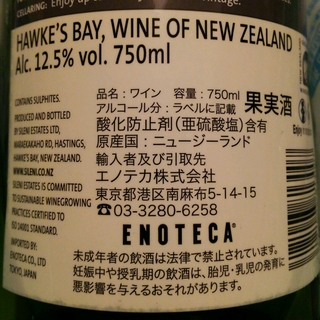 CELLARING: Enjoy up
HAWKE'S BAY, WINE OF NEW ZEALAND
Alc. 12.5% vol. 750ml
CONTAINS SULPHITES.
PRODUCED AND BOTTLED
BY SILENI ESTATES LTD,
MARAEKAKAHO RD, HASTINGS,
HAWKE'S BAY, NEW ZEALAND.
WWW.SILENI.CO.NZ
SILENI ESTATES IS COMMITTED
TO SUSTAINABLE WINEGROWING
PRACTICES CERTIFIED TO
ISO 14001 STANDARD.
IMPORTED BY:
ENOTECA CO., LTD
TOKYO, JAPAN
品名：ワイン 容量：750ml
アルコール分：ラベルに記載 果実酒
酸化防止剤（亜硫酸塩）含有
原産国：ニュージーランド
輸入者及び引取先
エノテカ株式会社
東京都港区南麻布5-14-15
☎03-3280-6258
ENOTECA
未成年者の飲酒は法律で禁止されています。
妊娠中や授乳期の飲酒は、胎児・乳児の発育に
悪影響を与えるおそれがあります。